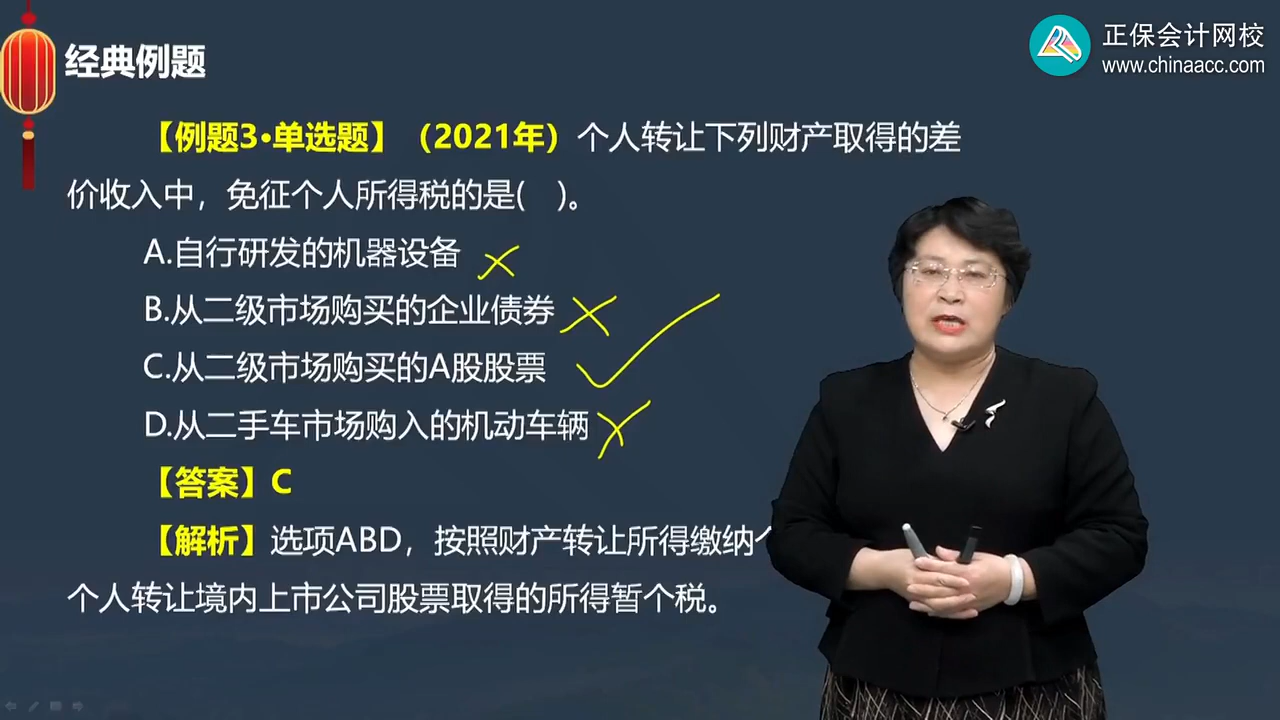 正保会计网校
www.chinaacc.com
经典例题
【例题3•单选题】（2021年）个人转让下列财产取得的差
价收入中，免征个人所得税的是(　)。
A.自行研发的机器设备
B.从二级市场购买的企业债券
C.从二级市场购买的A股股票
D.从二手车市场购入的机动车辆
【答案】C
【解析】选项ABD，按照财产转让所得缴纳
个人转让境内上市公司股票取得的所得暂个税。